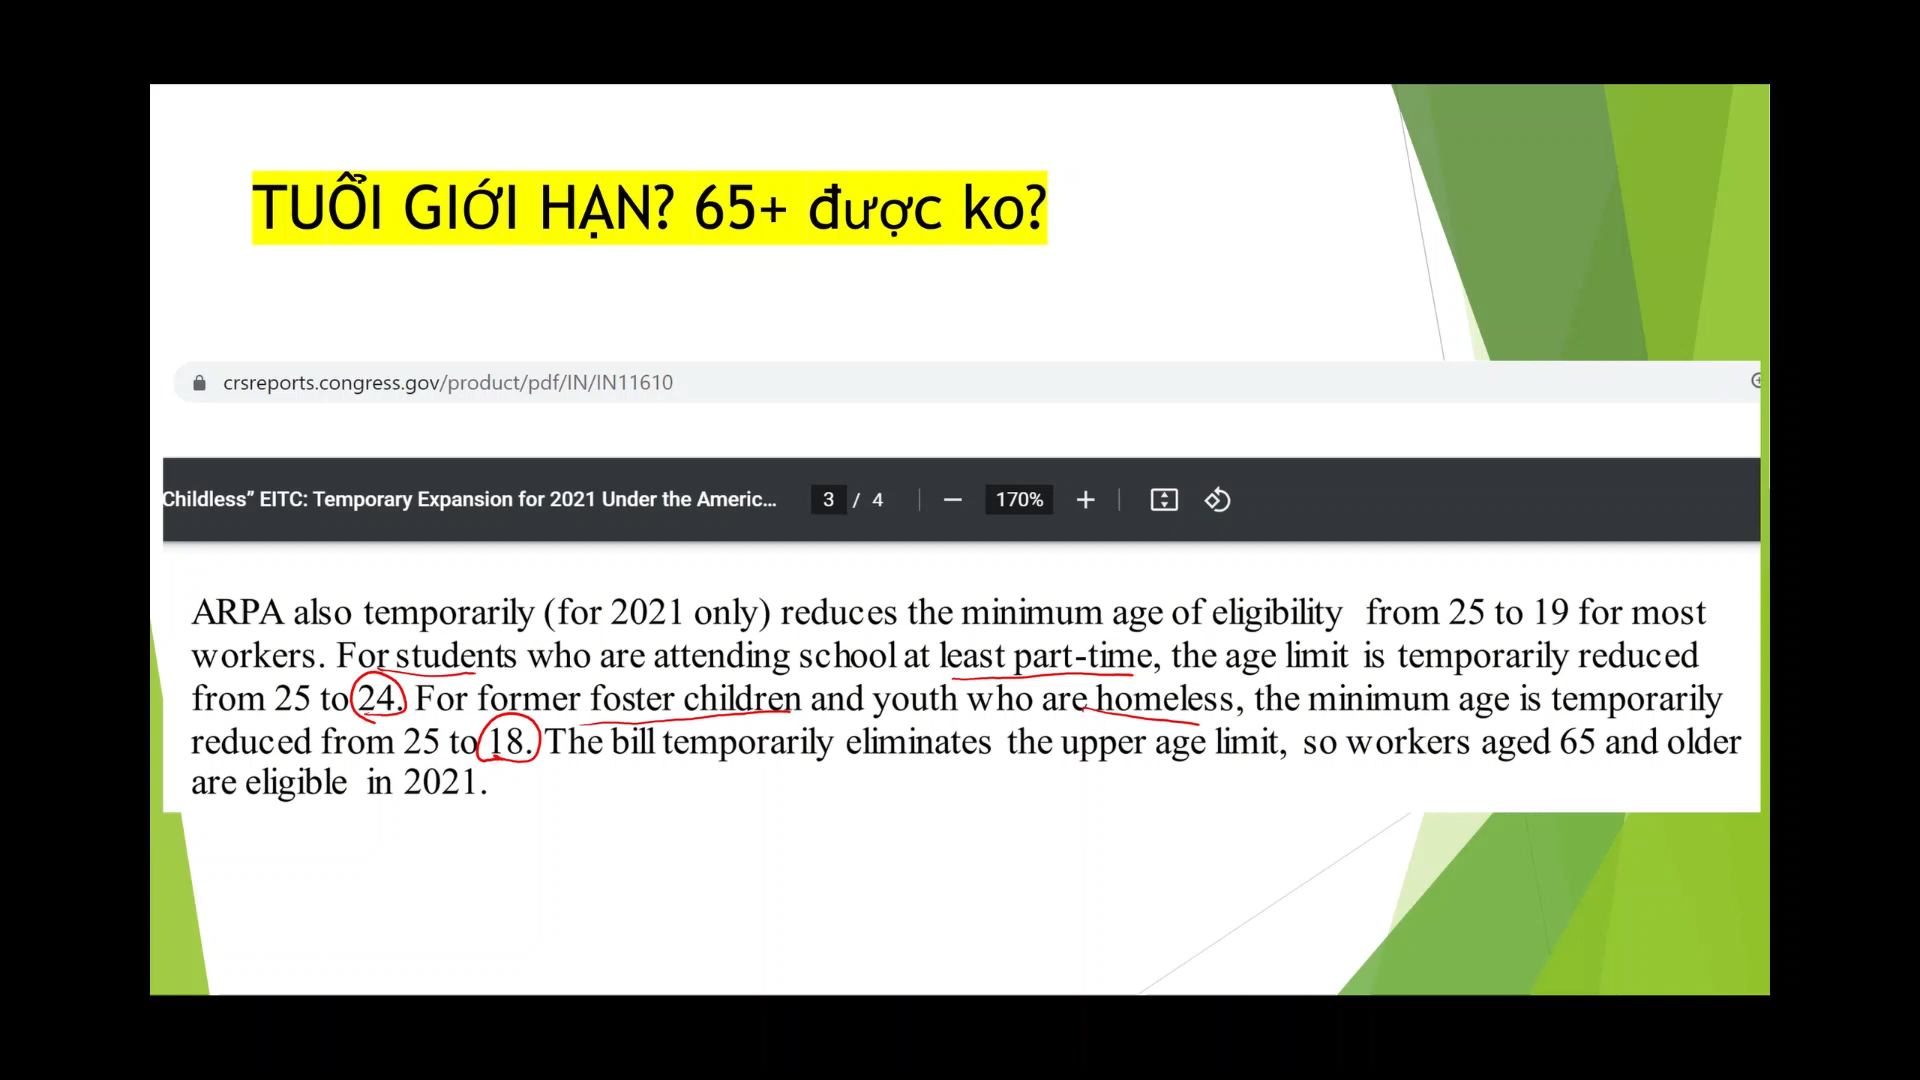 TUỔI GIỚI HẠN? 65+ được ko?
crsreports.congress.gov/product/pdf/IN/IN11610
Childless” EITC: Temporary Expansion for 2021 Under the Americ... 3 / 4 − 170% +
ARPA also temporarily (for 2021 only) reduces the minimum age of eligibility from 25 to 19 for most
workers. For students who are attending school at least part-time, the age limit is temporarily reduced
from 25 to 24. For former foster children and youth who are homeless, the minimum age is temporarily
reduced from 25 to 18. The bill temporarily eliminates the upper age limit, so workers aged 65 and older
are eligible in 2021.